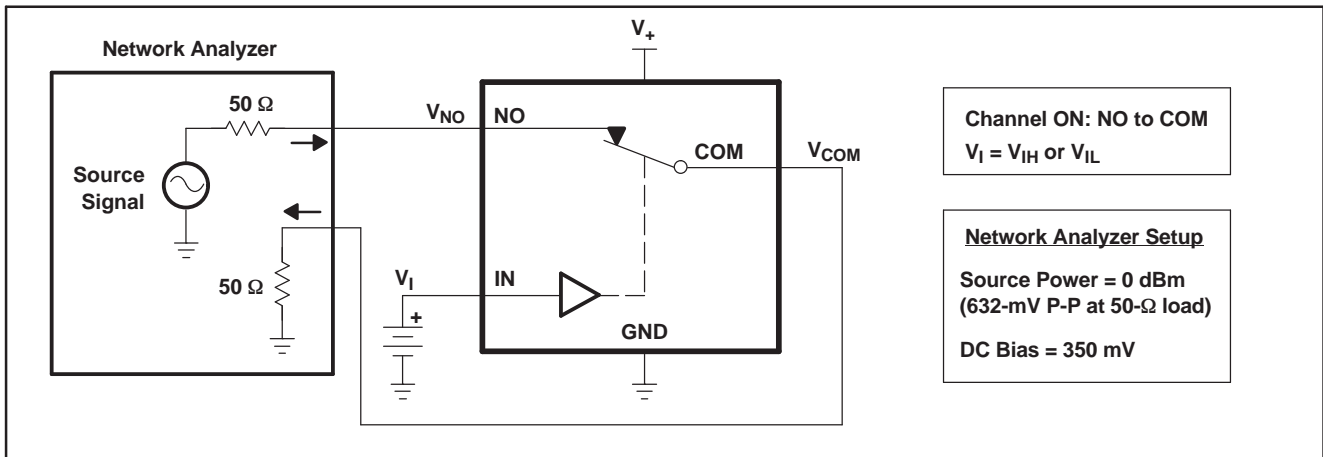 V+
Network Analyzer
50 Ω
VNO
NO
COM
VCOM
Source
Signal
50 Ω
VI
IN
+
GND
Channel ON: NO to COM
VI = VIH or VIL
Network Analyzer Setup
Source Power = 0 dBm
(632-mV P-P at 50-Ω load)
DC Bias = 350 mV